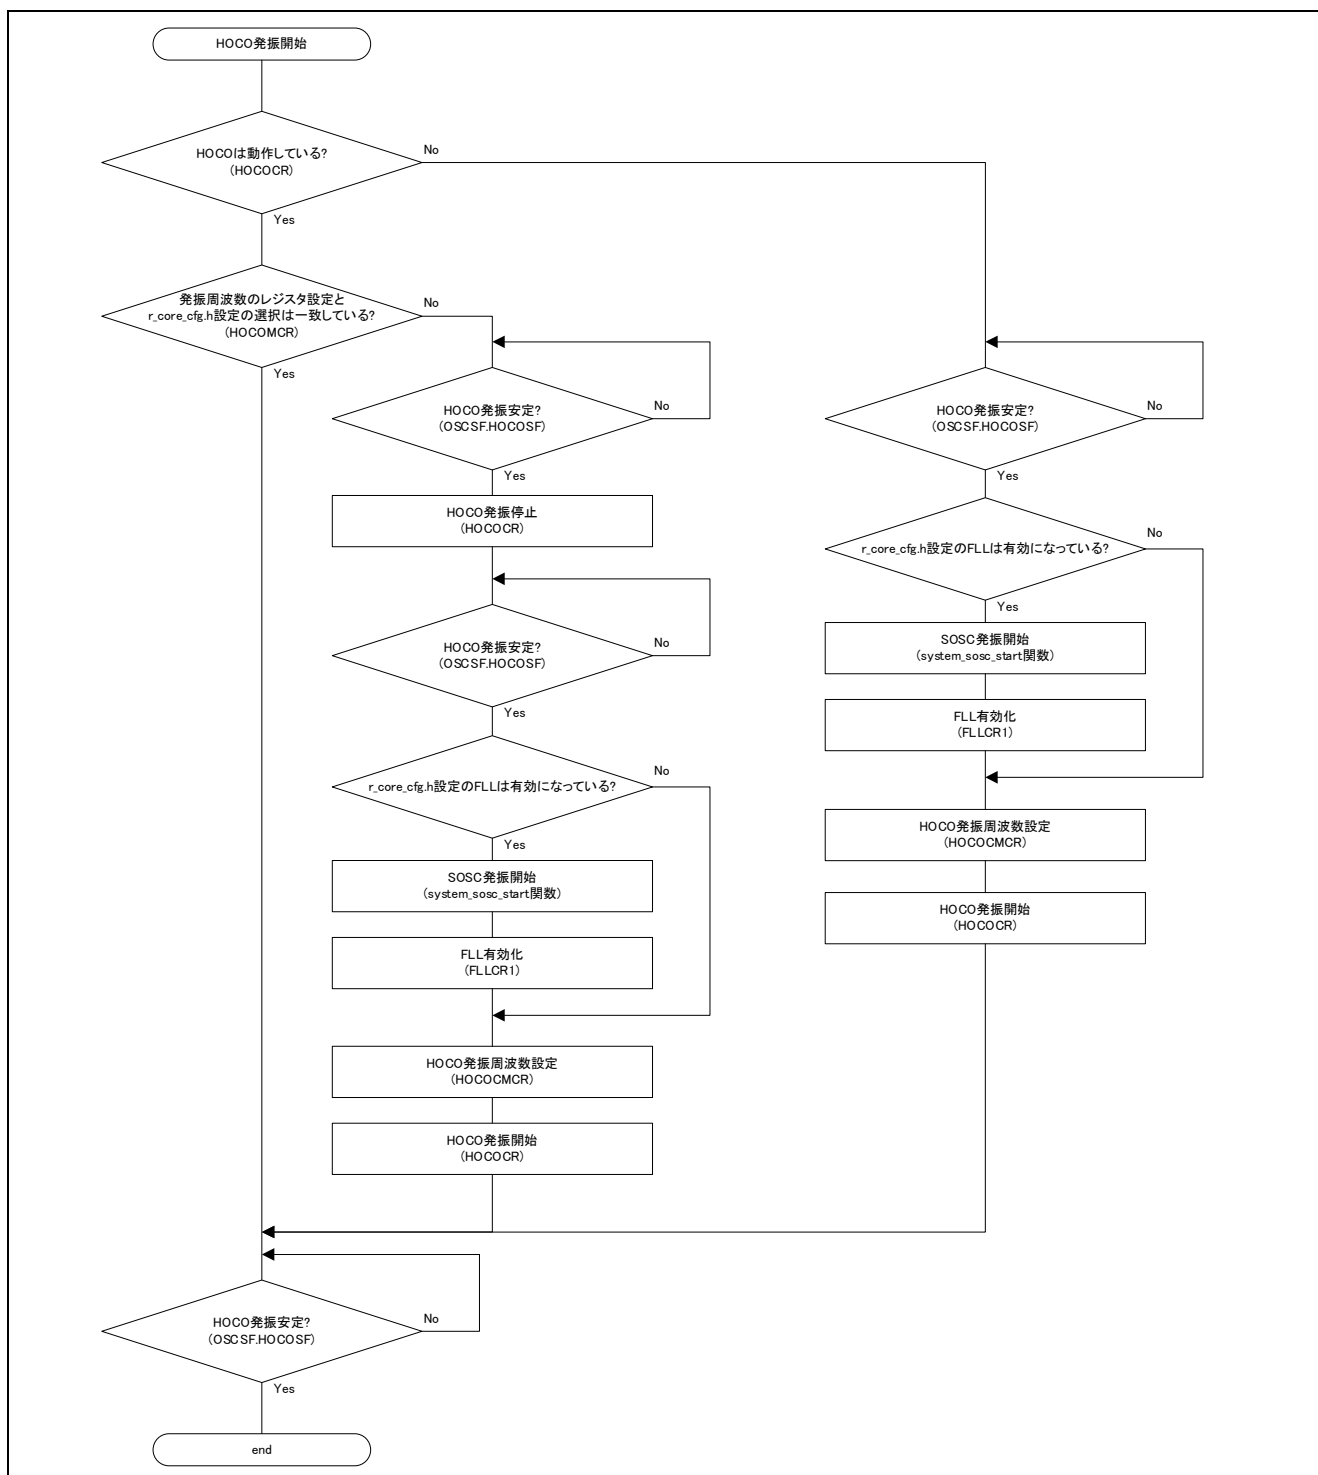 HOCO発振開始
HOCOは動作している?
(HOCOCR)
No
Yes
発振周波数のレジスタ設定と
r_core_cfg.h設定の選択は一致している?
(HOCOMCR)
No
Yes
HOCO発振安定?
(OSCSF.HOCOSF)
No
Yes
HOCO発振停止
(HOCOCR)
HOCO発振安定?
(OSCSF.HOCOSF)
No
Yes
r_core_cfg.h設定のFLLは有効になっている?
No
Yes
SOSC発振開始
(system_sosc_start関数)
FLL有効化
(FLLCR1)
HOCO発振周波数設定
(HOCOCMCR)
HOCO発振開始
(HOCOCR)
HOCO発振安定?
(OSCSF.HOCOSF)
No
Yes
r_core_cfg.h設定のFLLは有効になっている?
No
Yes
SOSC発振開始
(system_sosc_start関数)
FLL有効化
(FLLCR1)
HOCO発振周波数設定
(HOCOCMCR)
HOCO発振開始
(HOCOCR)
HOCO発振安定?
(OSCSF.HOCOSF)
No
Yes
end